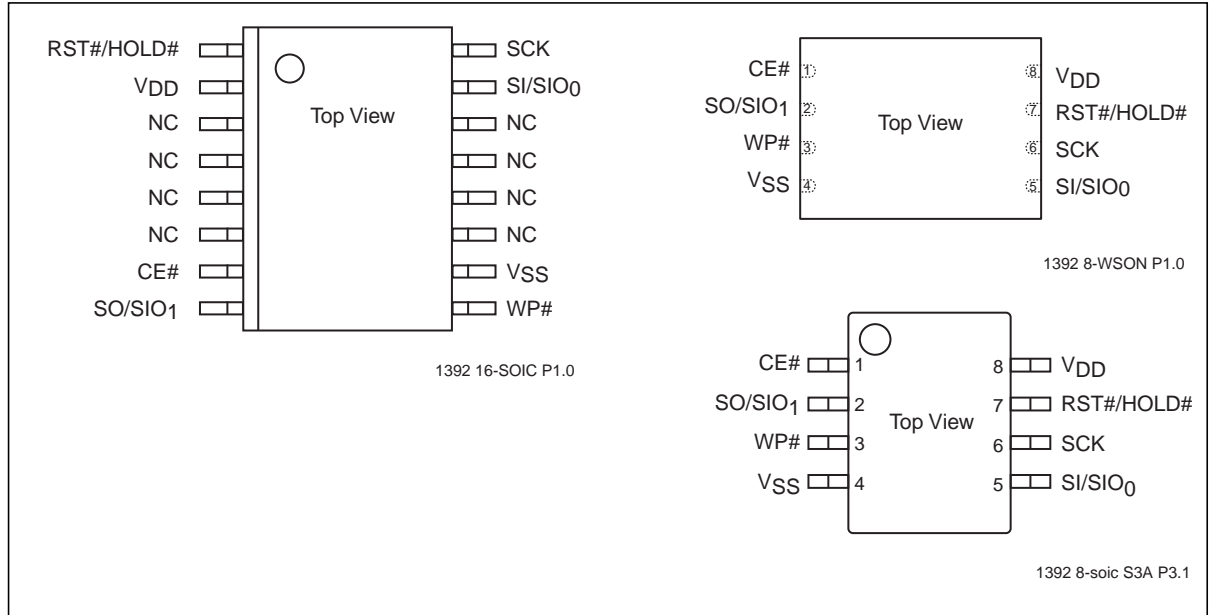 RST#/HOLD# SCK
VDD SI/SIO0
NC Top View NC
NC NC
NC NC
NC NC
CE# VSS
SO/SIO1 WP#
1392 16-SOIC P1.0
CE# 1 8 VDD
SO/SIO1 2 Top View 7 RST#/HOLD#
WP# 3 6 SCK
VSS 4 5 SI/SIO0
1392 8-WSON P1.0
CE# 1 8 VDD
SO/SIO1 2 Top View 7 RST#/HOLD#
WP# 3 6 SCK
VSS 4 5 SI/SIO0
1392 8-soic S3A P3.1